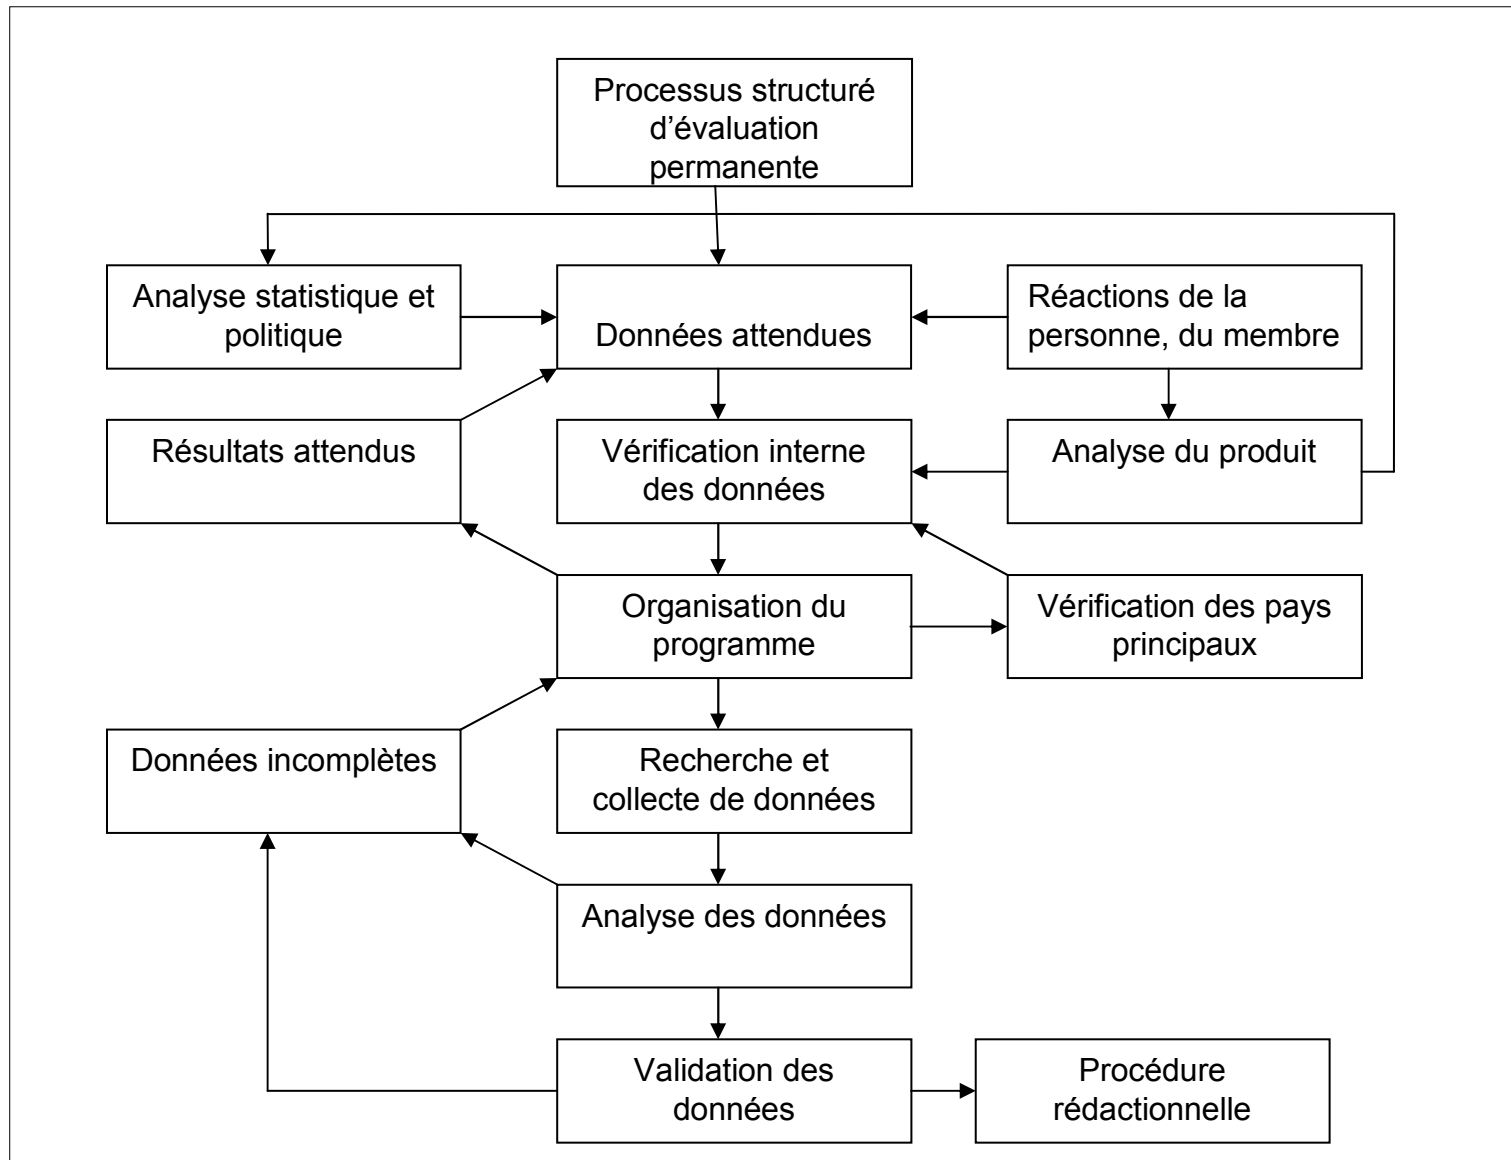 Processus structuré
d’évaluation
permanente
Analyse statistique et
politique
Données attendues
Réactions de la
personne, du membre
Résultats attendus
Vérification interne
des données
Analyse du produit
Organisation du
programme
Vérification des pays
principaux
Données incomplètes
Recherche et
collecte de données
Analyse des données
Validation des
données
Procédure
rédactionnelle